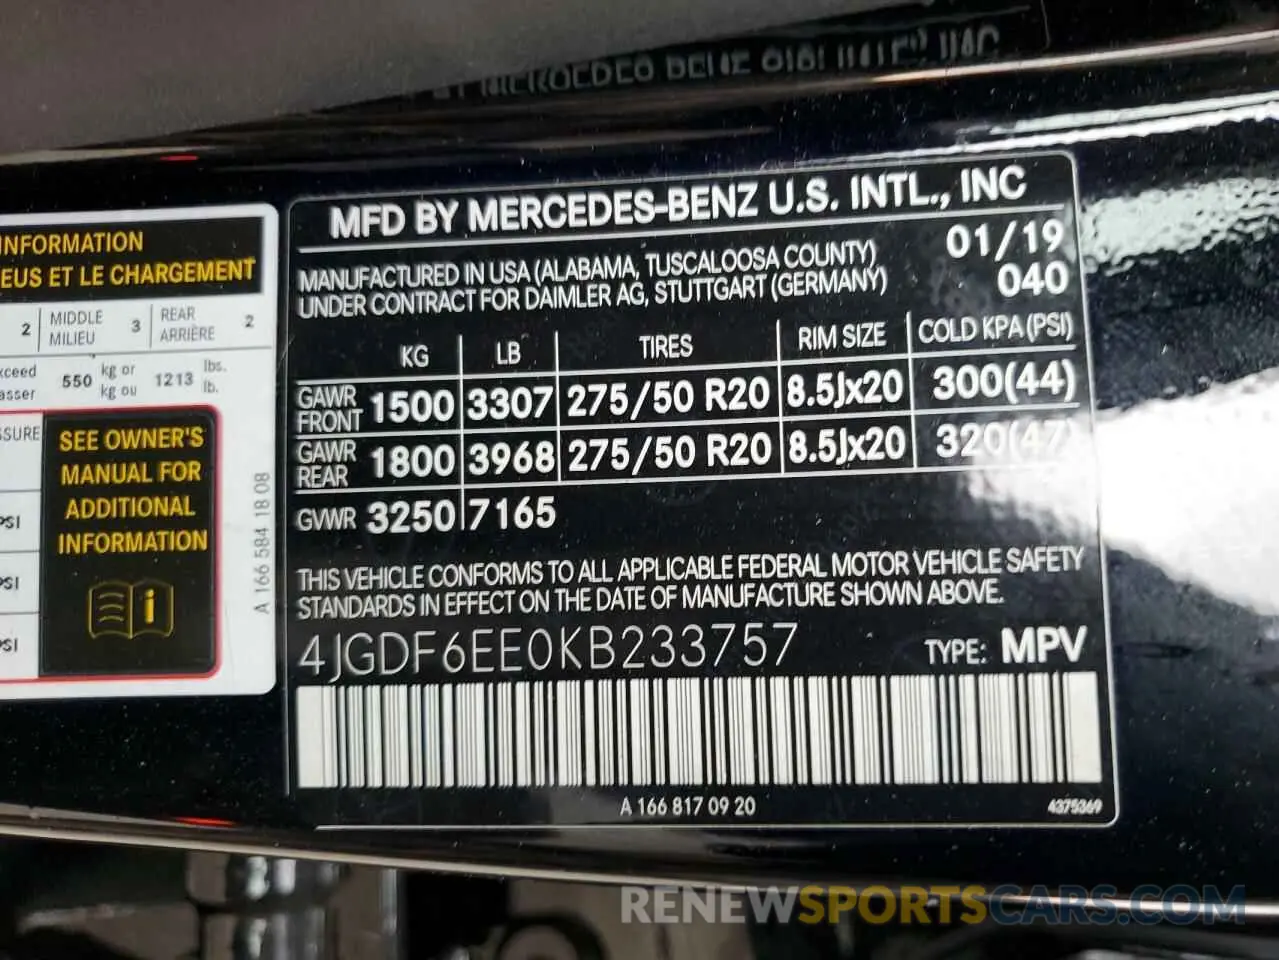 INFORMATION
EUS ET LE CHARGEMENT
2 MIDDLE MILIEU 3 REAR ARRIÈRE 2
550 kg or kg ou 1213 lbs. lb.
SEE OWNER'S
MANUAL FOR
ADDITIONAL
INFORMATION
i
PSI
PSI
PSI
A 166 584 18 08
MFD BY MERCEDES-BENZ U.S. INTL., INC
MANUFACTURED IN USA (ALABAMA, TUSCALOOSA COUNTY) 01/19
UNDER CONTRACT FOR DAIMLER AG, STUTTGART (GERMANY) 040
KG LB TIRES RIM SIZE COLD KPA (PSI)
GAWR FRONT 1500 3307 275/50 R20 8.5Jx20 300(44)
GAWR REAR 1800 3968 275/50 R20 8.5Jx20 320(47)
GVWR 3250 7165
THIS VEHICLE CONFORMS TO ALL APPLICABLE FEDERAL MOTOR VEHICLE SAFETY
STANDARDS IN EFFECT ON THE DATE OF MANUFACTURE SHOWN ABOVE.
4JGDF6EE0KB233757 TYPE: MPV
A 166 817 09 20 4375369
RENEWSPORTSCARS.COM